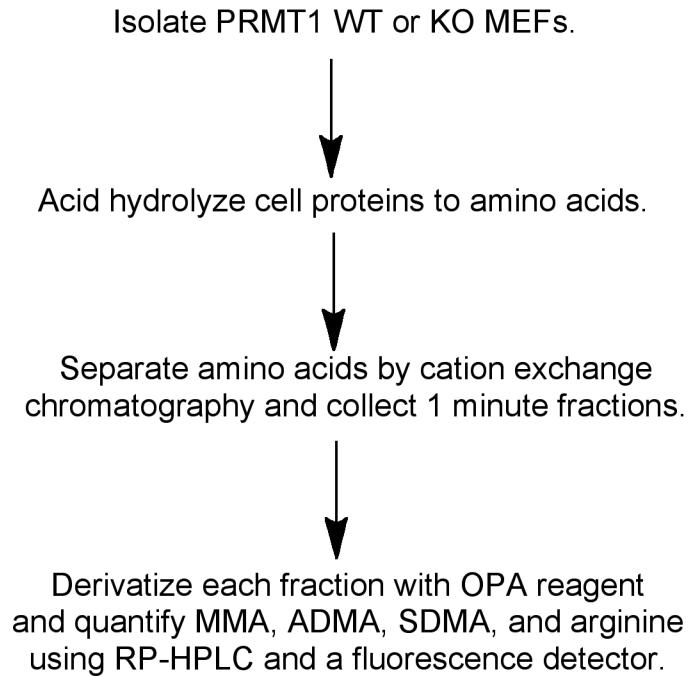 Isolate PRMT1 WT or KO MEFs.
Acid hydrolyze cell proteins to amino acids.
Separate amino acids by cation exchange
chromatography and collect 1 minute fractions.
Derivatize each fraction with OPA reagent
and quantify MMA, ADMA, SDMA, and arginine
using RP-HPLC and a fluorescence detector.